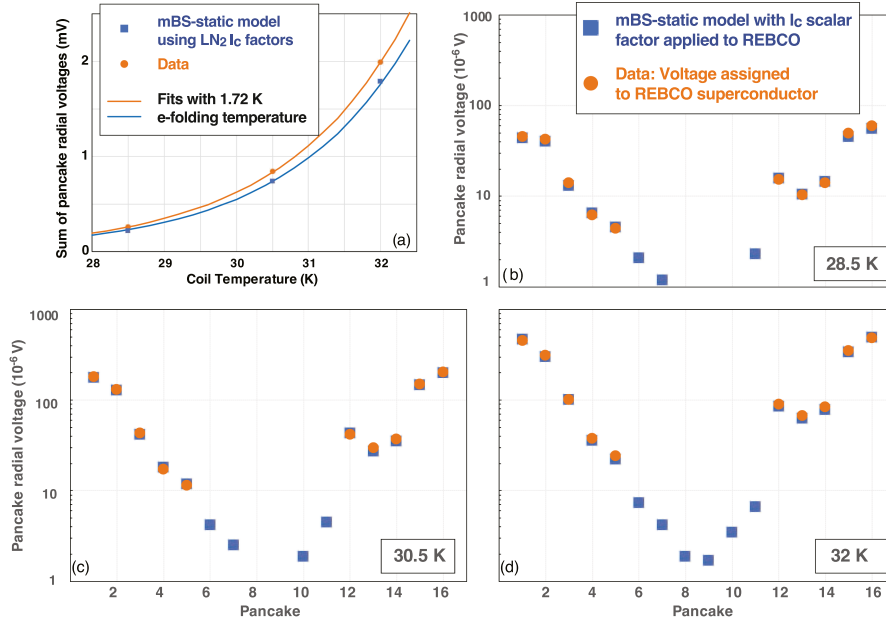 mBS-static model
using LN2 IC factors
Data
Fits with 1.72 K
e-folding temperature
Sum of pancake radial voltages (mV)
2
1
0
(a)
28 29 30 31 32
Coil Temperature (K)
mBS-static model with IC scalar
factor applied to REBCO
Data: Voltage assigned
to REBCO superconductor
Pancake radial voltage (10-6 V)
1000
100
10
1
(b)
28.5 K
Pancake radial voltage (10-6 V)
1000
100
10
1
(c)
30.5 K
2 4 6 8 10 12 14 16
Pancake
(d)
32 K
2 4 6 8 10 12 14 16
Pancake